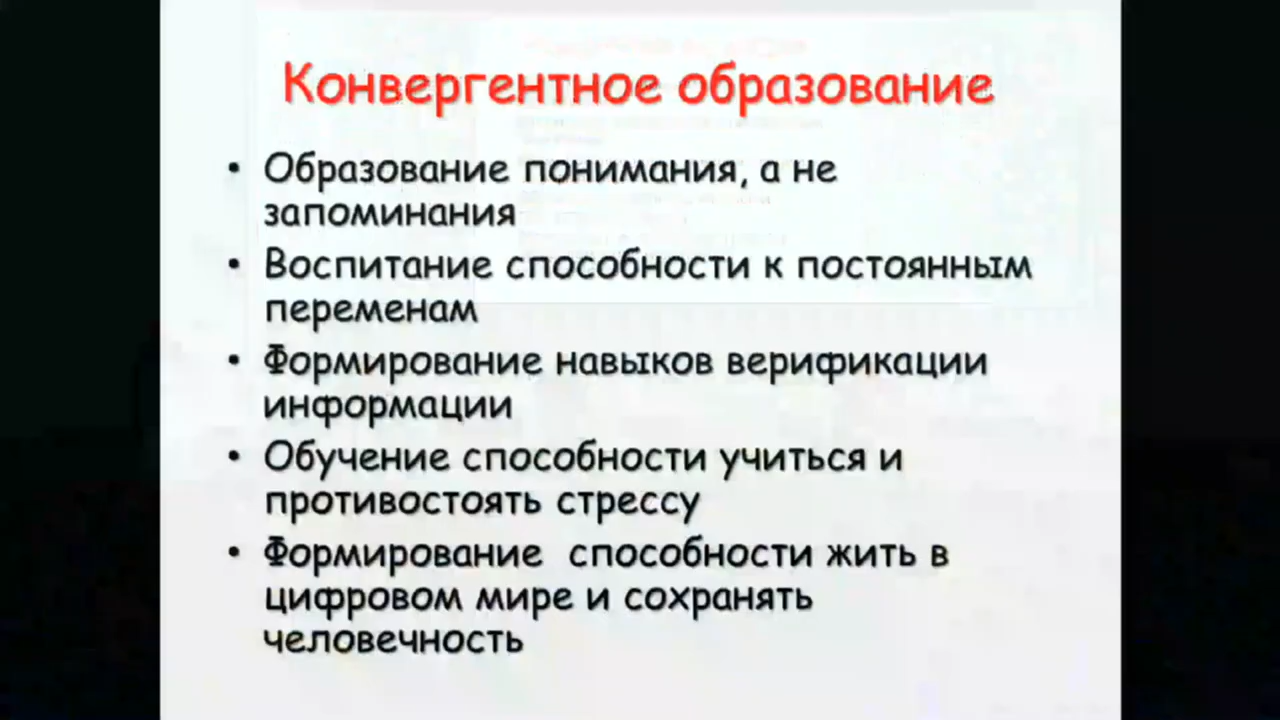 Конвергентное образование
• Образование понимания, а не
запоминания
• Воспитание способности к постоянным
переменам
• Формирование навыков верификации
информации
• Обучение способности учиться и
противостоять стрессу
• Формирование способности жить в
цифровом мире и сохранять
человечность